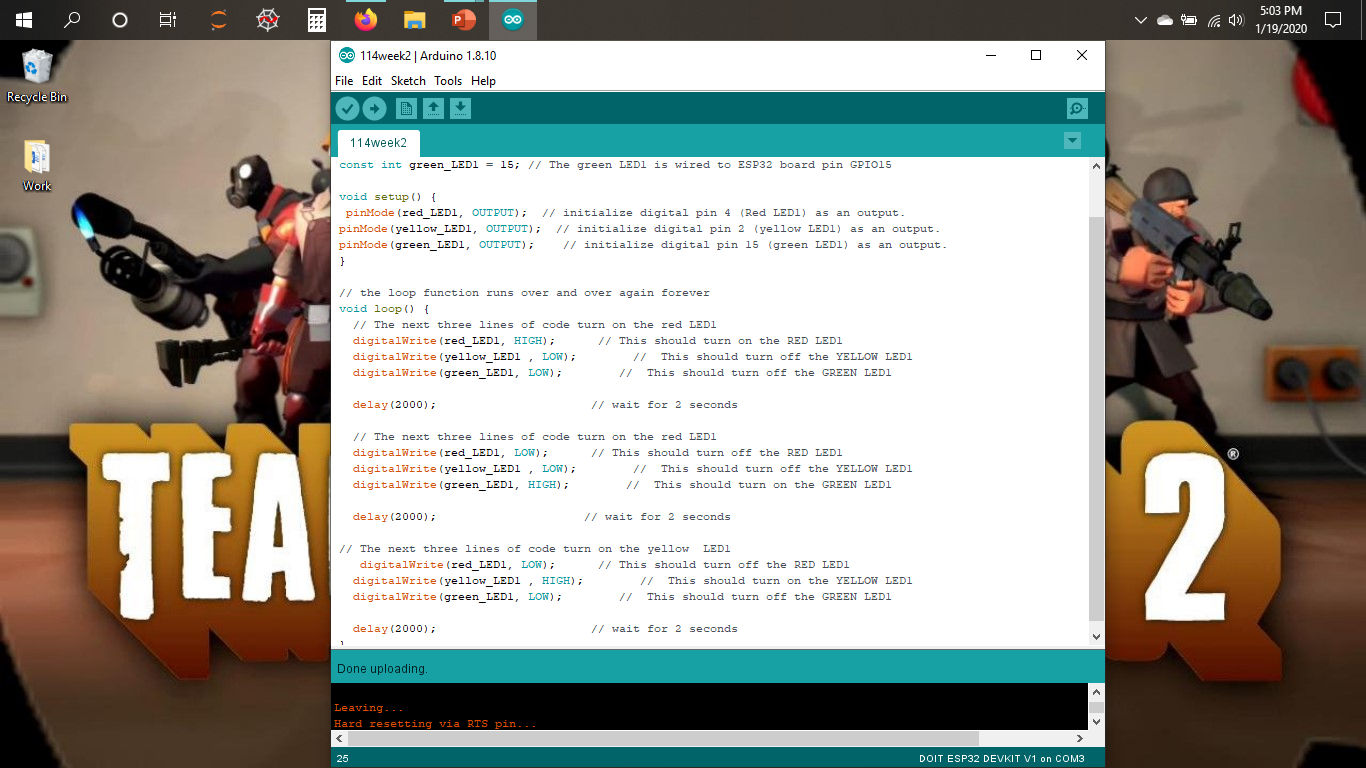 5:03 PM
1/19/2020
Recycle Bin
Work
114week2 | Arduino 1.8.10
File Edit Sketch Tools Help
114week2
const int green_LED1 = 15; // The green LED1 is wired to ESP32 board pin GPIO15
void setup() {
 pinMode(red_LED1, OUTPUT);  // initialize digital pin 4 (Red LED1) as an output.
pinMode(yellow_LED1, OUTPUT);  // initialize digital pin 2 (yellow LED1) as an output.
pinMode(green_LED1, OUTPUT);    // initialize digital pin 15 (green LED1) as an output.
}
// the loop function runs over and over again forever
void loop() {
  // The next three lines of code turn on the red LED1
  digitalWrite(red_LED1, HIGH);      // This should turn on the RED LED1
  digitalWrite(yellow_LED1 , LOW);        //  This should turn off the YELLOW LED1
  digitalWrite(green_LED1, LOW);        //  This should turn off the GREEN LED1
  delay(2000);                      // wait for 2 seconds
  // The next three lines of code turn on the red LED1
  digitalWrite(red_LED1, LOW);      // This should turn off the RED LED1
  digitalWrite(yellow_LED1 , LOW);        //  This should turn off the YELLOW LED1
  digitalWrite(green_LED1, HIGH);        //  This should turn on the GREEN LED1
  delay(2000);                     // wait for 2 seconds
// The next three lines of code turn on the yellow  LED1
   digitalWrite(red_LED1, LOW);      // This should turn off the RED LED1
  digitalWrite(yellow_LED1 , HIGH);        //  This should turn on the YELLOW LED1
  digitalWrite(green_LED1, LOW);        //  This should turn off the GREEN LED1
  delay(2000);                      // wait for 2 seconds
}
Done uploading.
Leaving...
Hard resetting via RTS pin...
25
DOIT ESP32 DEVKIT V1 on COM3
TEA
2
®